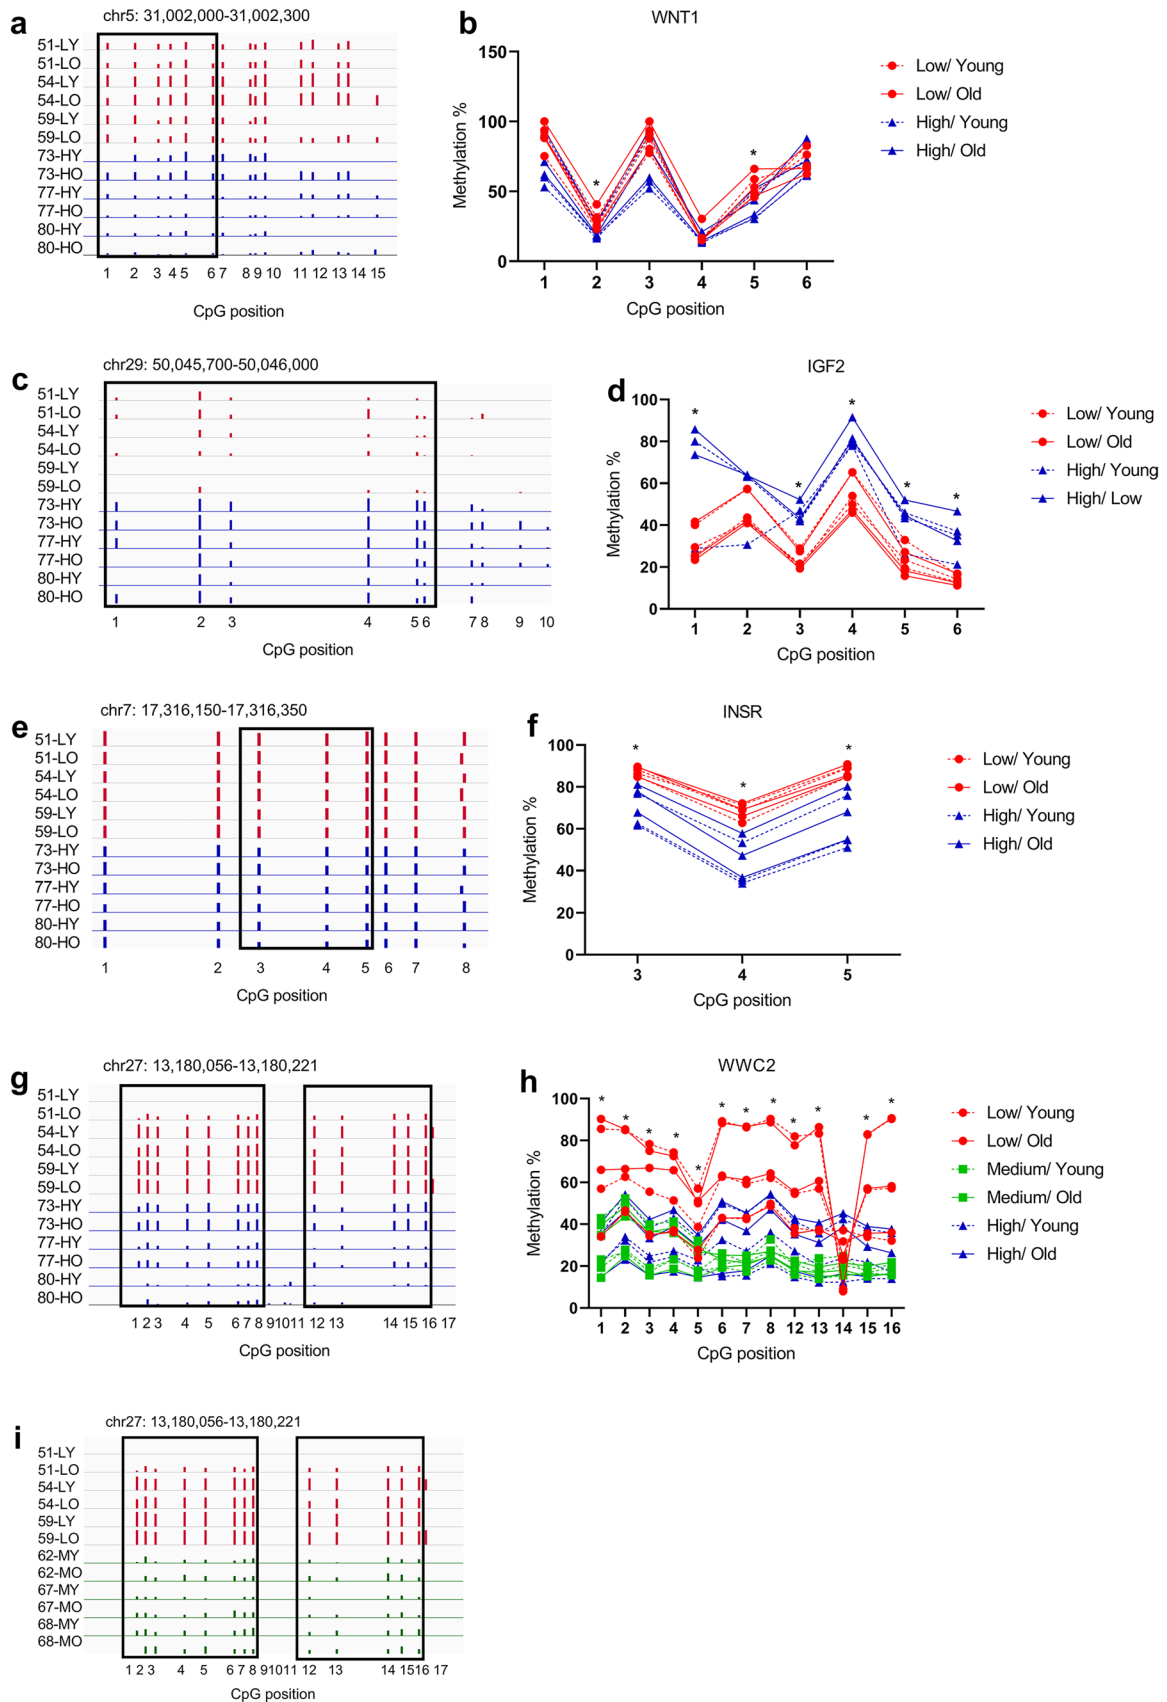 a
chr5: 31,002,000-31,002,300
51-LY
51-LO
54-LY
54-LO
59-LY
59-LO
73-HY
73-HO
77-HY
77-HO
80-HY
80-HO
1 2 3 4 5 6 7 8 9 10 11 12 13 14 15
CpG position
b
WNT1
Methylation %
150
100
50
0
* *
1 2 3 4 5 6
CpG position
Low/ Young
Low/ Old
High/ Young
High/ Old
c
chr29: 50,045,700-50,046,000
51-LY
51-LO
54-LY
54-LO
59-LY
59-LO
73-HY
73-HO
77-HY
77-HO
80-HY
80-HO
1 2 3 4 5 6 7 8 9 10
CpG position
d
IGF2
Methylation %
100
80
60
40
20
0
* * * * *
1 2 3 4 5 6
CpG position
Low/ Young
Low/ Old
High/ Young
High/ Low
e
chr7: 17,316,150-17,316,350
51-LY
51-LO
54-LY
54-LO
59-LY
59-LO
73-HY
73-HO
77-HY
77-HO
80-HY
80-HO
1 2 3 4 5 6 7 8
CpG position
f
INSR
Methylation %
100
80
60
40
20
0
* * *
3 4 5
CpG position
Low/ Young
Low/ Old
High/ Young
High/ Old
g
chr27: 13,180,056-13,180,221
51-LY
51-LO
54-LY
54-LO
59-LY
59-LO
73-HY
73-HO
77-HY
77-HO
80-HY
80-HO
1 2 3 4 5 6 7 8 9 10 11 12 13 14 15 16 17
CpG position
h
WWC2
Methylation %
100
80
60
40
20
0
* * * * * * * * * * * *
1 2 3 4 5 6 7 8 12 13 14 15 16
CpG position
Low/ Young
Low/ Old
Medium/ Young
Medium/ Old
High/ Young
High/ Old
i
chr27: 13,180,056-13,180,221
51-LY
51-LO
54-LY
54-LO
59-LY
59-LO
62-MY
62-MO
67-MY
67-MO
68-MY
68-MO
1 2 3 4 5 6 7 8 9 10 11 12 13 14 15 16 17
CpG position